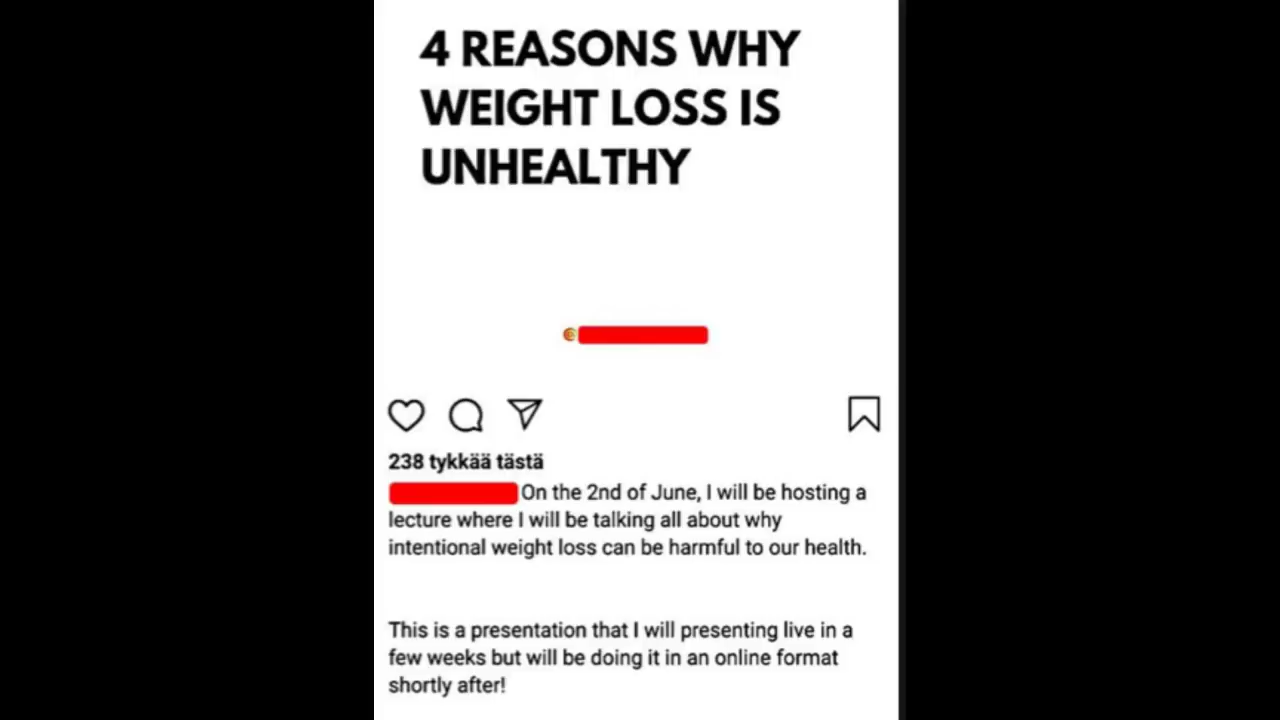 4 REASONS WHY
WEIGHT LOSS IS
UNHEALTHY
238 tykkää tästä
On the 2nd of June, I will be hosting a
lecture where I will be talking all about why
intentional weight loss can be harmful to our health.
This is a presentation that I will presenting live in a
few weeks but will be doing it in an online format
shortly after!